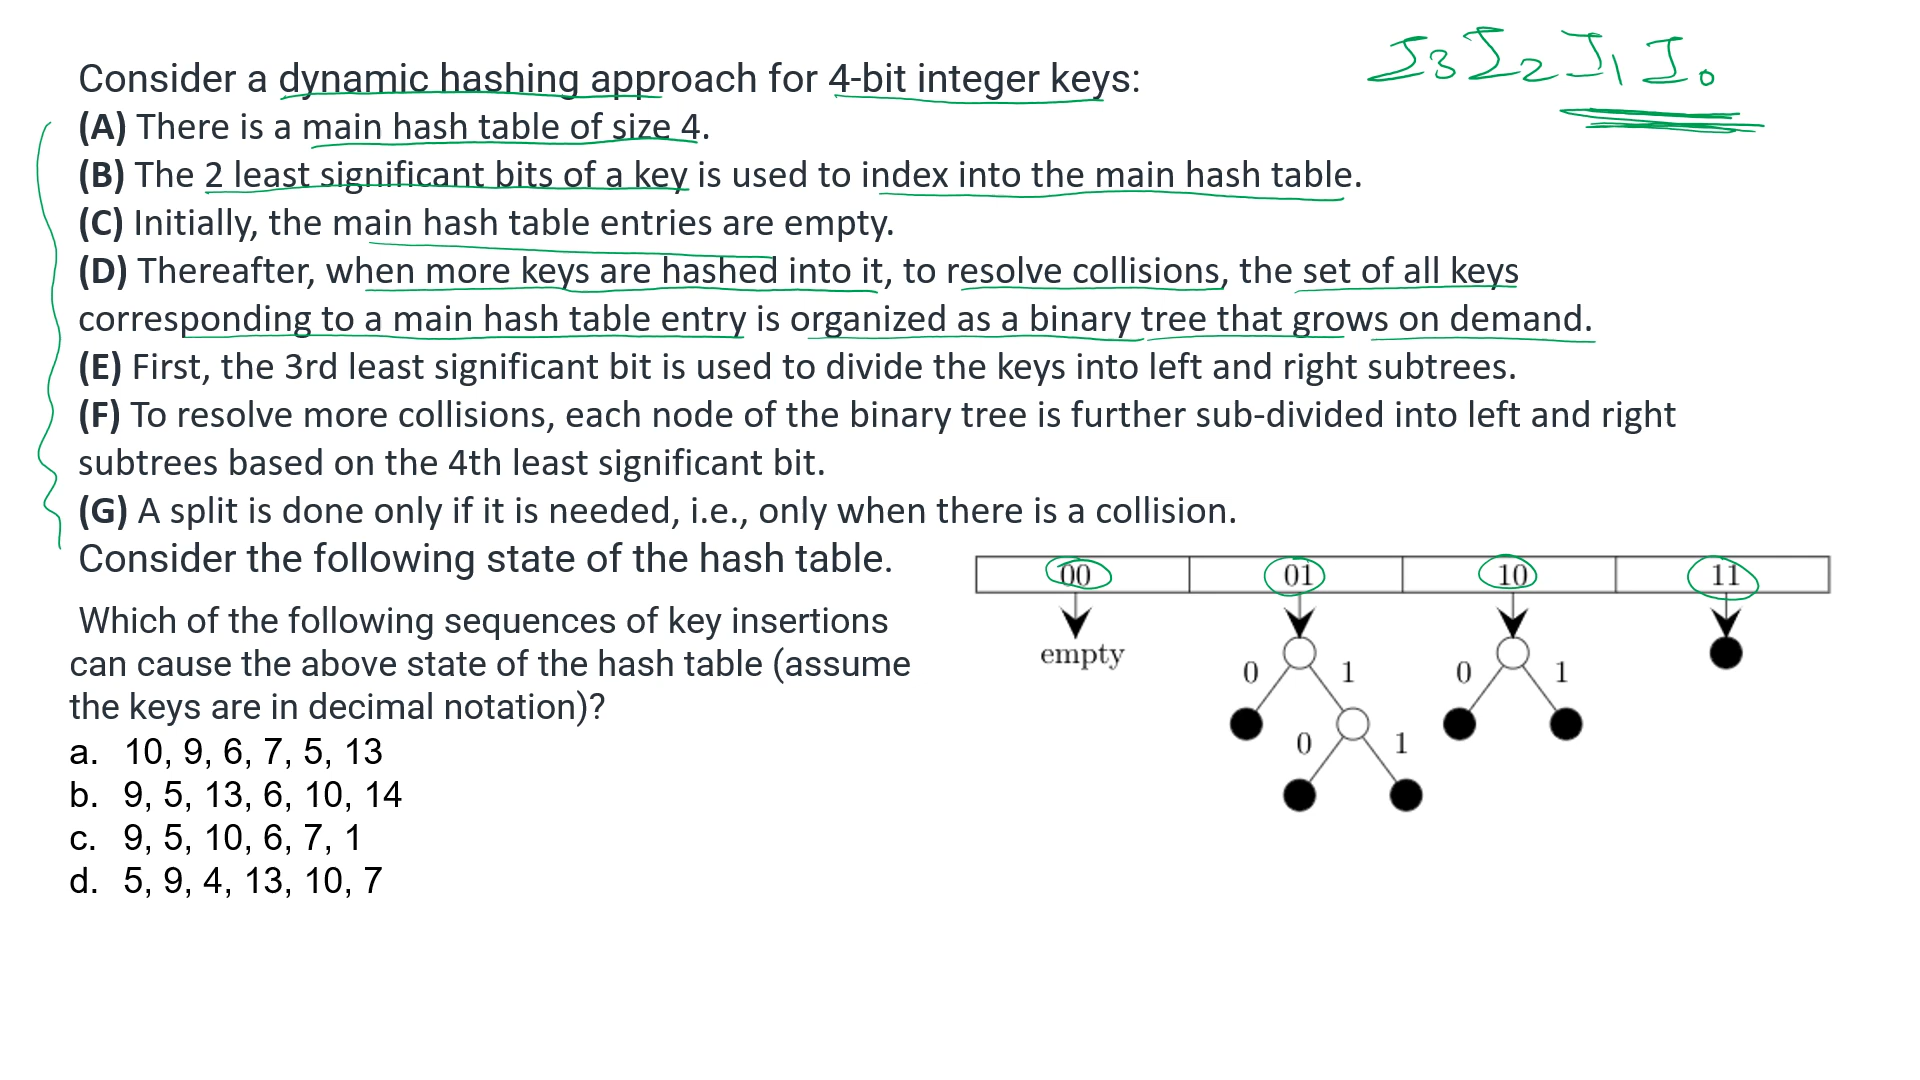 I3 I2 I1 I0
Consider a dynamic hashing approach for 4-bit integer keys:
(A) There is a main hash table of size 4.
(B) The 2 least significant bits of a key is used to index into the main hash table.
(C) Initially, the main hash table entries are empty.
(D) Thereafter, when more keys are hashed into it, to resolve collisions, the set of all keys
corresponding to a main hash table entry is organized as a binary tree that grows on demand.
(E) First, the 3rd least significant bit is used to divide the keys into left and right subtrees.
(F) To resolve more collisions, each node of the binary tree is further sub-divided into left and right
subtrees based on the 4th least significant bit.
(G) A split is done only if it is needed, i.e., only when there is a collision.
Consider the following state of the hash table.
Which of the following sequences of key insertions
can cause the above state of the hash table (assume
the keys are in decimal notation)?
a. 10, 9, 6, 7, 5, 13
b. 9, 5, 13, 6, 10, 14
c. 9, 5, 10, 6, 7, 1
d. 5, 9, 4, 13, 10, 7
00 01 10 11
empty
0 1 0 1
0 1